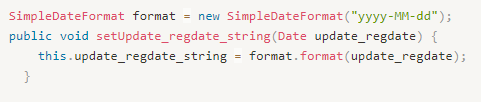 SimpleDateFormat format = new SimpleDateFormat("yyyy-MM-dd");
public void setUpdate_regdate_string(Date update_regdate) {
    this.update_regdate_string = format.format(update_regdate);
  }